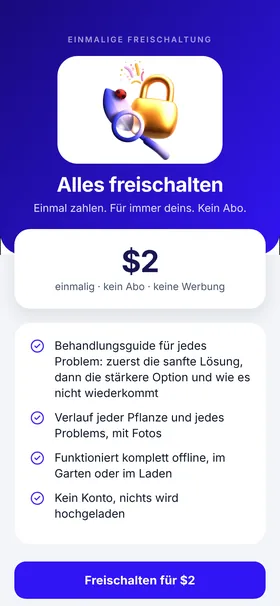 EINMALIGE FREISCHALTUNG
Alles freischalten
Einmal zahlen. Für immer deins. Kein Abo.
$2
einmalig · kein Abo · keine Werbung
Behandlungsguide für jedes
Problem: zuerst die sanfte Lösung,
dann die stärkere Option und wie es
nicht wiederkommt
Verlauf jeder Pflanze und jedes
Problems, mit Fotos
Funktioniert komplett offline, im
Garten oder im Laden
Kein Konto, nichts wird
hochgeladen
Freischalten für $2